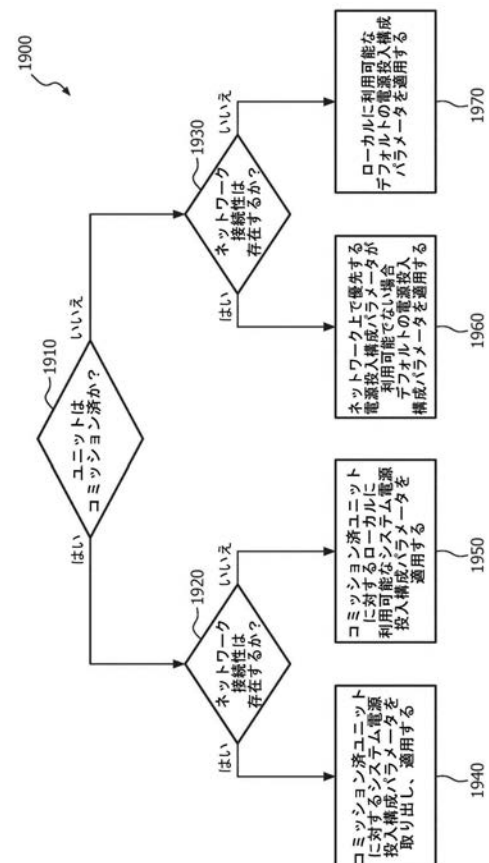 1900
1910
ユニットは
コミッション済か?
はい
いいえ
1920
ネットワーク
接続性は
存在するか?
はい
いいえ
1930
ネットワーク
接続性は
存在するか?
はい
いいえ
コミッション済ユニット
に対するシステム電源
投入構成パラメータを
取り出し、適用する
1940
コミッション済ユニット
に対するローカルに
利用可能なシステム電源
投入構成パラメータを
適用する
1950
ネットワーク上で優先する
電源投入構成パラメータが
利用可能でない場合
デフォルトの電源投入
構成パラメータを適用する
1960
ローカルに利用可能な
デフォルトの電源投入構成
パラメータを適用する
1970